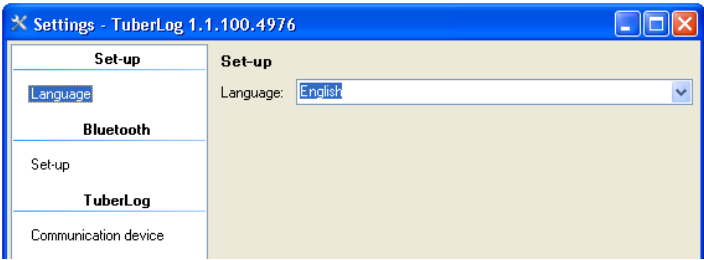 Settings - TuberLog 1.1.100.4976
Set-up
Language
Bluetooth
Set-up
TuberLog
Communication device
Set-up
Language: English